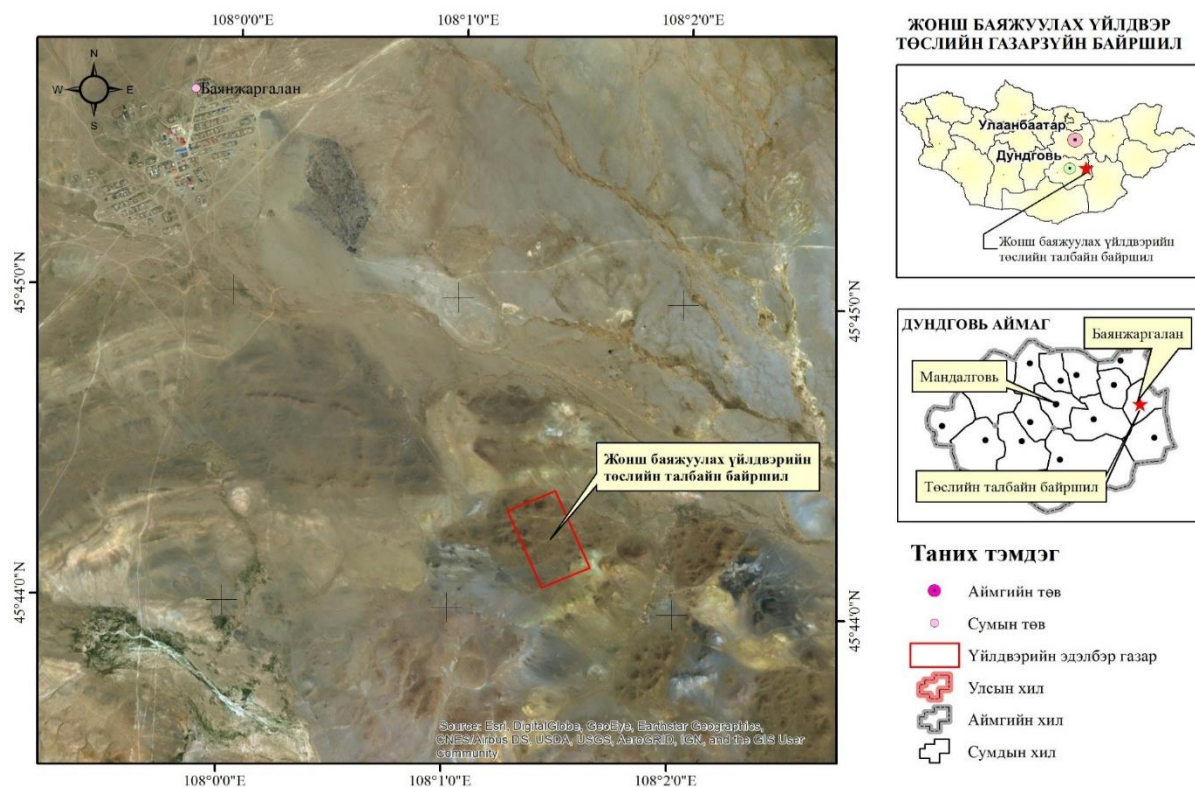 108°0'0"E
108°1'0"E
108°2'0"E
N
W
E
S
Баянжаргалан
45°45'0"N
45°45'0"N
Жонш баяжуулах үйлдвэрийн
төслийн талбайн байршил
45°44'0"N
45°44'0"N
Source: Esri, DigitalGlobe, GeoEye, Earthstar Geographics,
CNES/Airbus DS, USDA, USGS, AeroGRID, IGN, and the GIS User
Community
108°0'0"E
108°1'0"E
108°2'0"E
ЖОНШ БАЯЖУУЛАХ ҮЙЛДВЭР
ТӨСЛИЙН ГАЗАРЗҮЙН БАЙРШИЛ
Улаанбаатар
Дундговь
Жонш баяжуулах үйлдвэрийн
төслийн талбайн байршил
ДУНДГОВЬ АЙМАГ
Баянжаргалан
Мандалговь
Төслийн талбайн байршил
Таних тэмдэг
Аймгийн төв
Сумын төв
Үйлдвэрийн эдэлбэр газар
Улсын хил
Аймгийн хил
Сумдын хил